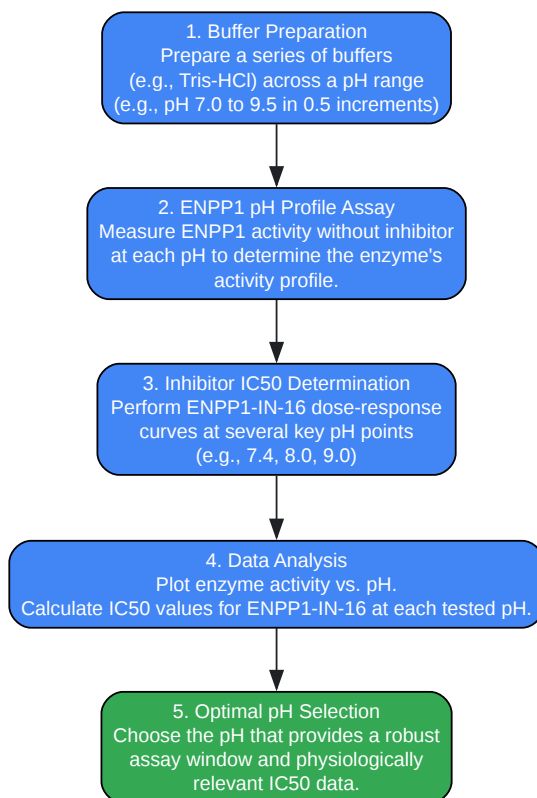 1. Buffer Preparation
Prepare a series of buffers
(e.g., Tris-HCl) across a pH range
(e.g., pH 7.0 to 9.5 in 0.5 increments)
2. ENPP1 pH Profile Assay
Measure ENPP1 activity without inhibitor
at each pH to determine the enzyme's
activity profile.
3. Inhibitor IC50 Determination
Perform ENPP1-IN-16 dose-response
curves at several key pH points
(e.g., 7.4, 8.0, 9.0)
4. Data Analysis
Plot enzyme activity vs. pH.
Calculate IC50 values for ENPP1-IN-16 at each tested pH.
5. Optimal pH Selection
Choose the pH that provides a robust
assay window and physiologically
relevant IC50 data.